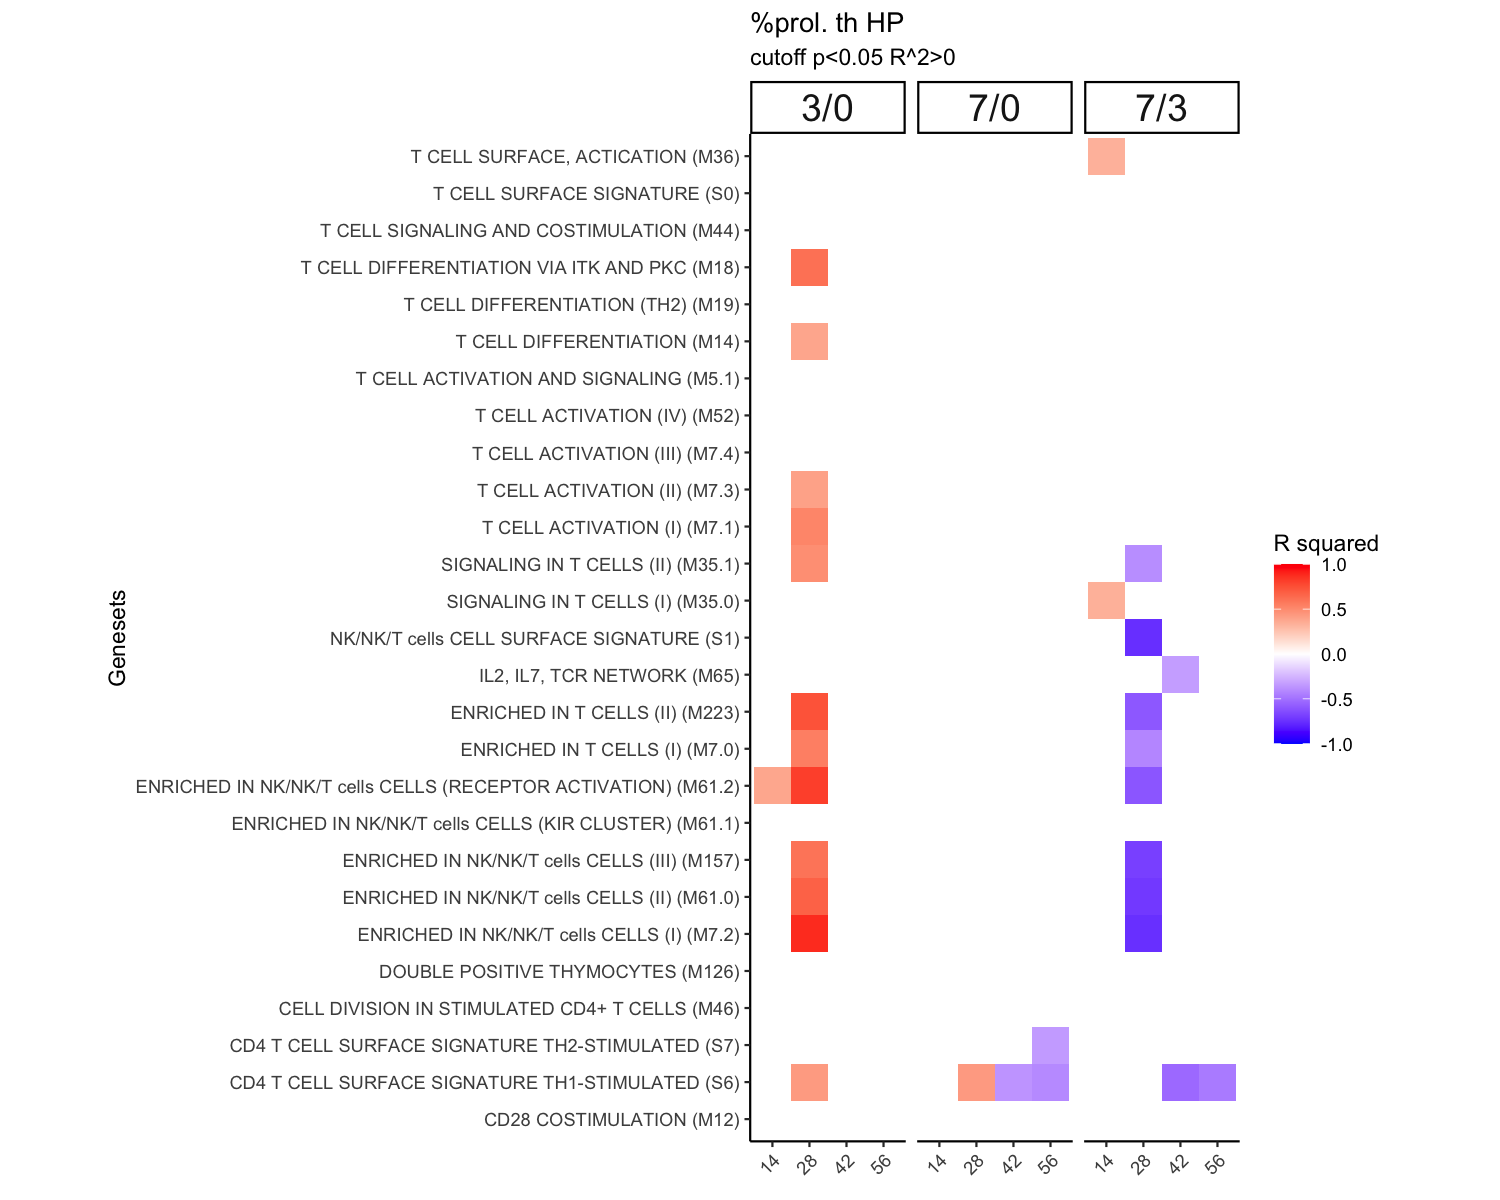 %prol. th HP
cutoff p<0.05 R^2>0
3/0 7/0 7/3
T CELL SURFACE, ACTICATION (M36)
T CELL SURFACE SIGNATURE (S0)
T CELL SIGNALING AND COSTIMULATION (M44)
T CELL DIFFERENTIATION VIA ITK AND PKC (M18)
T CELL DIFFERENTIATION (TH2) (M19)
T CELL DIFFERENTIATION (M14)
T CELL ACTIVATION AND SIGNALING (M5.1)
T CELL ACTIVATION (IV) (M52)
T CELL ACTIVATION (III) (M7.4)
T CELL ACTIVATION (II) (M7.3)
T CELL ACTIVATION (I) (M7.1)
SIGNALING IN T CELLS (II) (M35.1)
SIGNALING IN T CELLS (I) (M35.0)
NK/NK/T cells CELL SURFACE SIGNATURE (S1)
IL2, IL7, TCR NETWORK (M65)
ENRICHED IN T CELLS (II) (M223)
ENRICHED IN T CELLS (I) (M7.0)
ENRICHED IN NK/NK/T cells CELLS (RECEPTOR ACTIVATION) (M61.2)
ENRICHED IN NK/NK/T cells CELLS (KIR CLUSTER) (M61.1)
ENRICHED IN NK/NK/T cells CELLS (III) (M157)
ENRICHED IN NK/NK/T cells CELLS (II) (M61.0)
ENRICHED IN NK/NK/T cells CELLS (I) (M7.2)
DOUBLE POSITIVE THYMOCYTES (M126)
CELL DIVISION IN STIMULATED CD4+ T CELLS (M46)
CD4 T CELL SURFACE SIGNATURE TH2-STIMULATED (S7)
CD4 T CELL SURFACE SIGNATURE TH1-STIMULATED (S6)
CD28 COSTIMULATION (M12)
Genesets
14 28 42 56 14 28 42 56 14 28 42 56
R squared
1.0
0.5
0.0
-0.5
-1.0